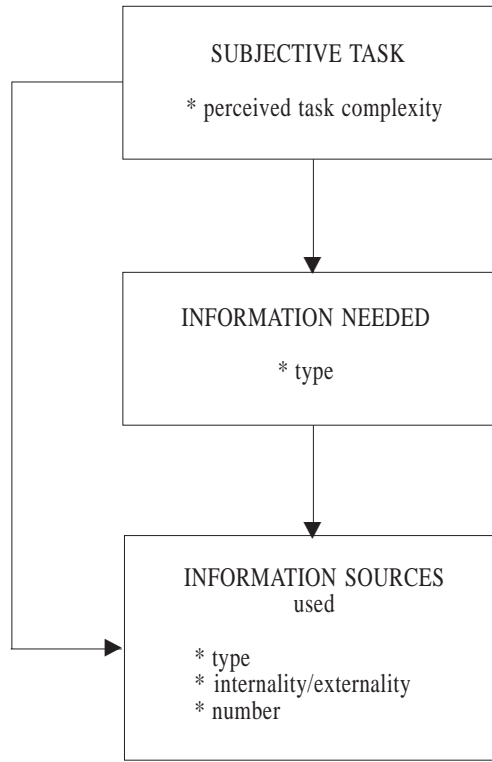 SUBJECTIVE TASK
* perceived task complexity
INFORMATION NEEDED
* type
INFORMATION SOURCES
used
* type
* internality/externality
* number